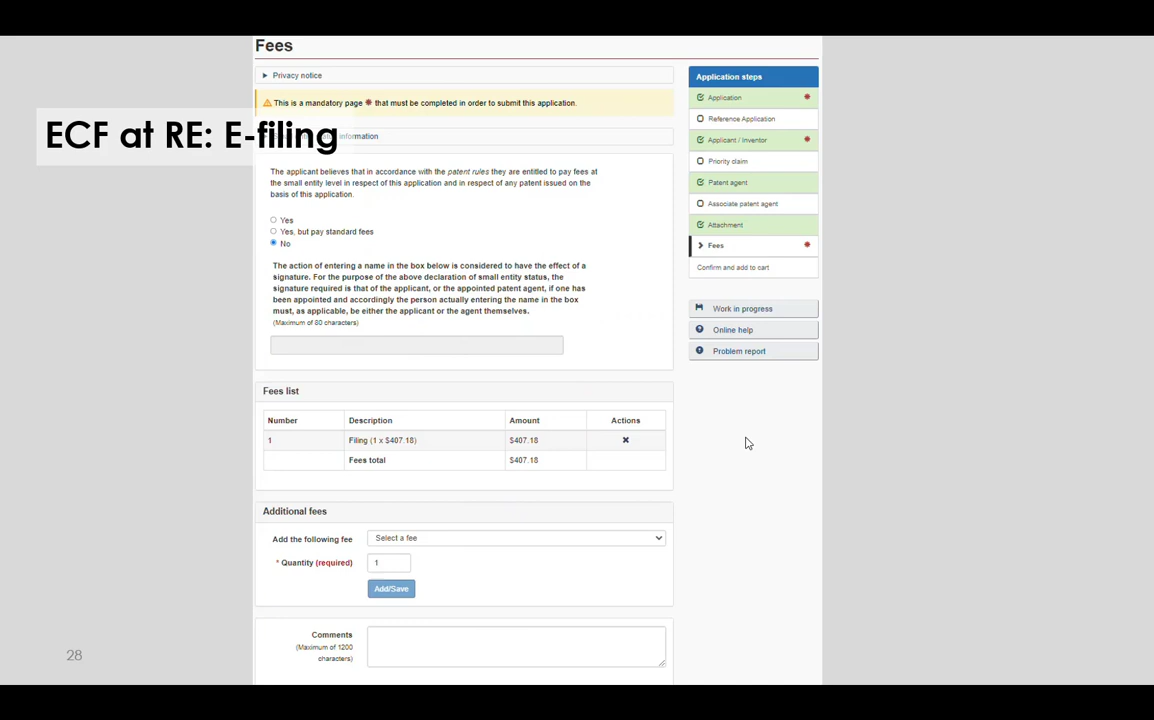 Fees
Privacy notice
This is a mandatory page * that must be completed in order to submit this application.
ECF at RE: E-filing
information
The applicant believes that in accordance with the patent rules they are entitled to pay fees at
the small entity level in respect of this application and in respect of any patent issued on the
basis of this application.
Yes
Yes, but pay standard fees
No
The action of entering a name in the box below is considered to have the effect of a
signature. For the purpose of the above declaration of small entity status, the
signature required is that of the applicant, or the appointed patent agent, if one has
been appointed and accordingly the person actually entering the name in the box
must, as applicable, be either the applicant or the agent themselves.
(Maximum of 80 characters)
Fees list
Number Description Amount Actions
1 Filing (1 x $407.18) $407.18
Fees total $407.18
Additional fees
Add the following fee Select a fee
* Quantity (required) 1
Add/Save
Comments
(Maximum of 1200
characters)
Application steps
Application *
Reference Application
Applicant / Inventor *
Priority claim
Patent agent
Associate patent agent
Attachment
Fees *
Confirm and add to cart
Work in progress
Online help
Problem report
28